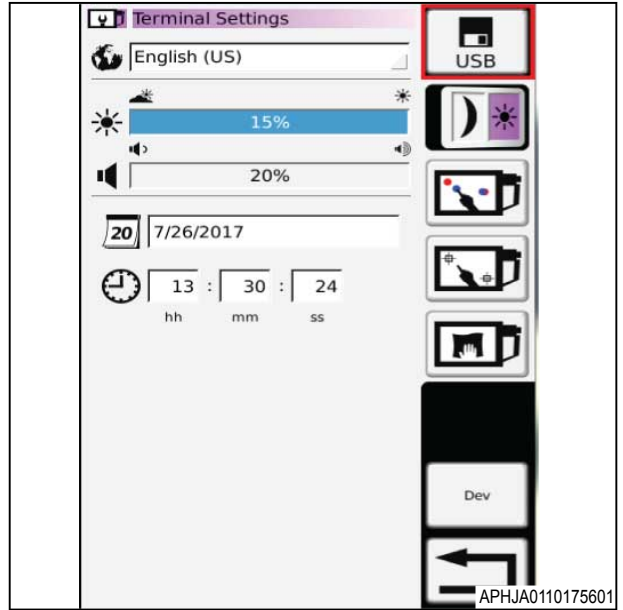 Terminal Settings
English (US)
USB
15%
20%
20 7/26/2017
13 : 30 : 24
hh mm ss
Dev
APHJA0110175601